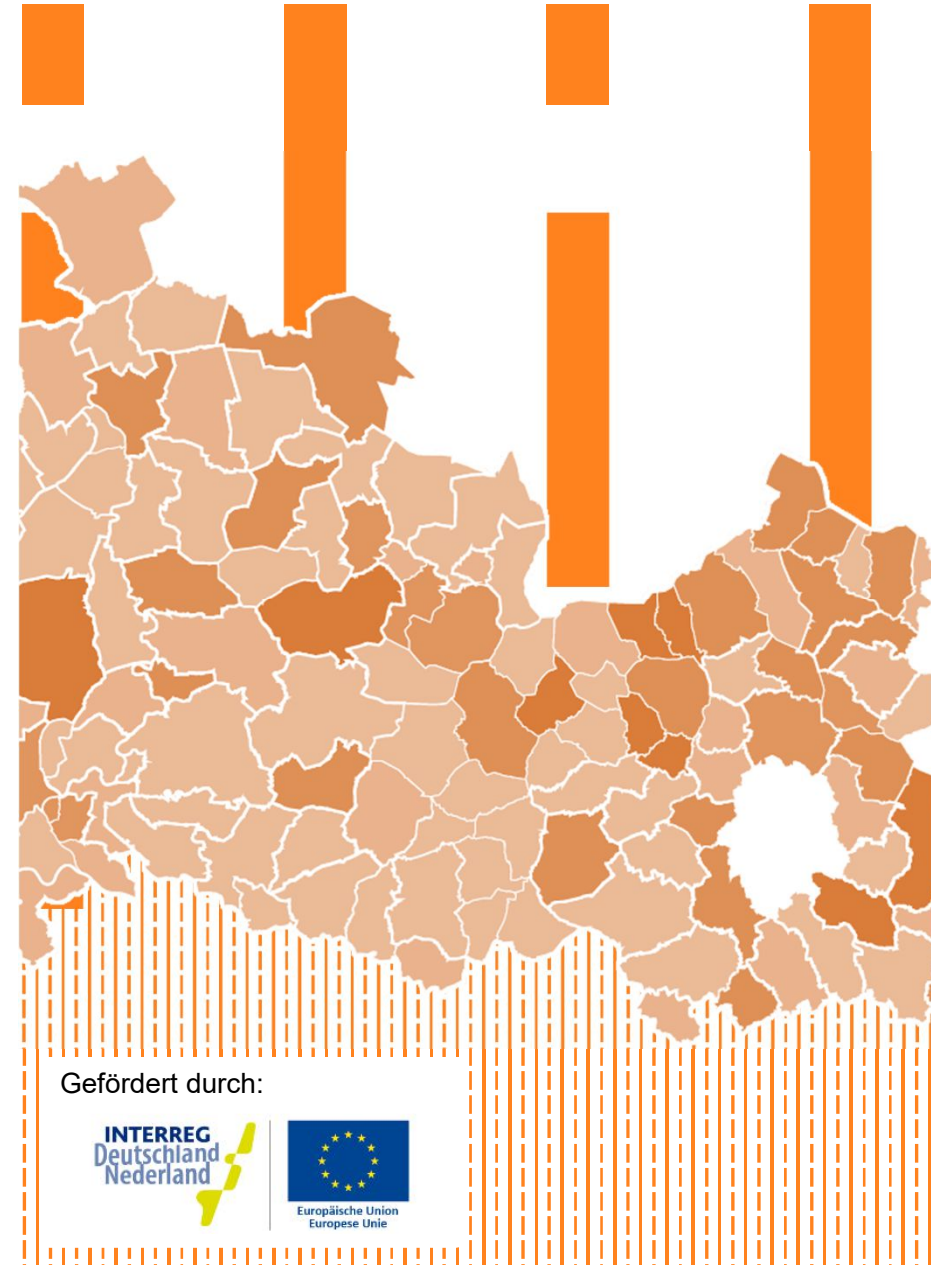 Gefördert durch:
INTERREG
Deutschland
Nederland
Europäische Union
Europese Unie